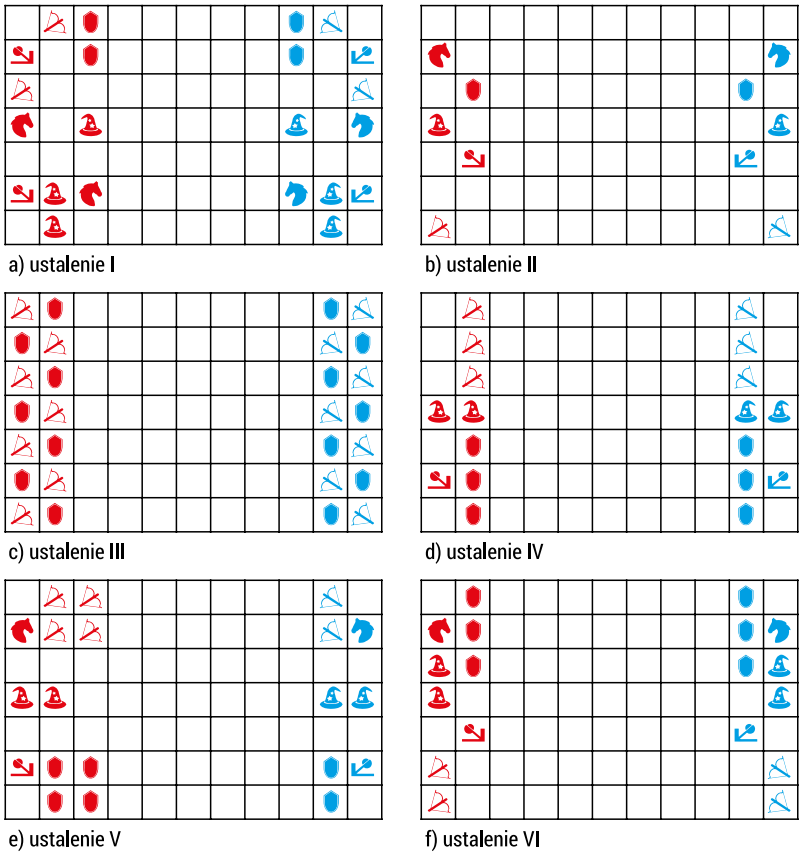 a) ustalenie I
b) ustalenie II
c) ustalenie III
d) ustalenie IV
e) ustalenie V
f) ustalenie VI